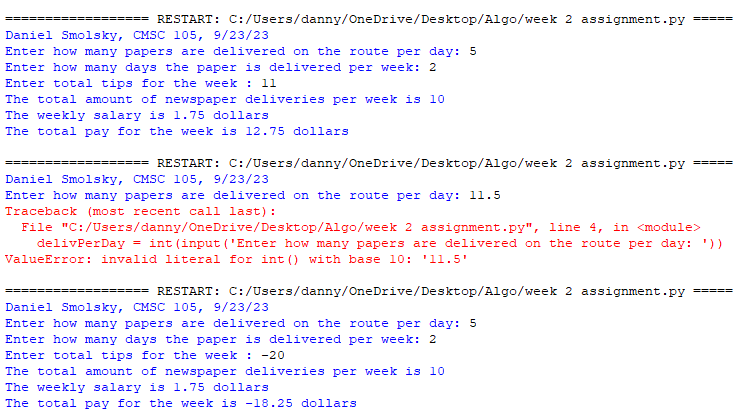 ================== RESTART: C:/Users/danny/OneDrive/Desktop/Algo/week 2 assignment.py =====
Daniel Smolsky, CMSC 105, 9/23/23
Enter how many papers are delivered on the route per day: 5
Enter how many days the paper is delivered per week: 2
Enter total tips for the week : 11
The total amount of newspaper deliveries per week is 10
The weekly salary is 1.75 dollars
The total pay for the week is 12.75 dollars
================== RESTART: C:/Users/danny/OneDrive/Desktop/Algo/week 2 assignment.py =====
Daniel Smolsky, CMSC 105, 9/23/23
Enter how many papers are delivered on the route per day: 11.5
Traceback (most recent call last):
  File "C:/Users/danny/OneDrive/Desktop/Algo/week 2 assignment.py", line 4, in <module>
    delivPerDay = int(input('Enter how many papers are delivered on the route per day: '))
ValueError: invalid literal for int() with base 10: '11.5'
================== RESTART: C:/Users/danny/OneDrive/Desktop/Algo/week 2 assignment.py =====
Daniel Smolsky, CMSC 105, 9/23/23
Enter how many papers are delivered on the route per day: 5
Enter how many days the paper is delivered per week: 2
Enter total tips for the week : -20
The total amount of newspaper deliveries per week is 10
The weekly salary is 1.75 dollars
The total pay for the week is -18.25 dollars